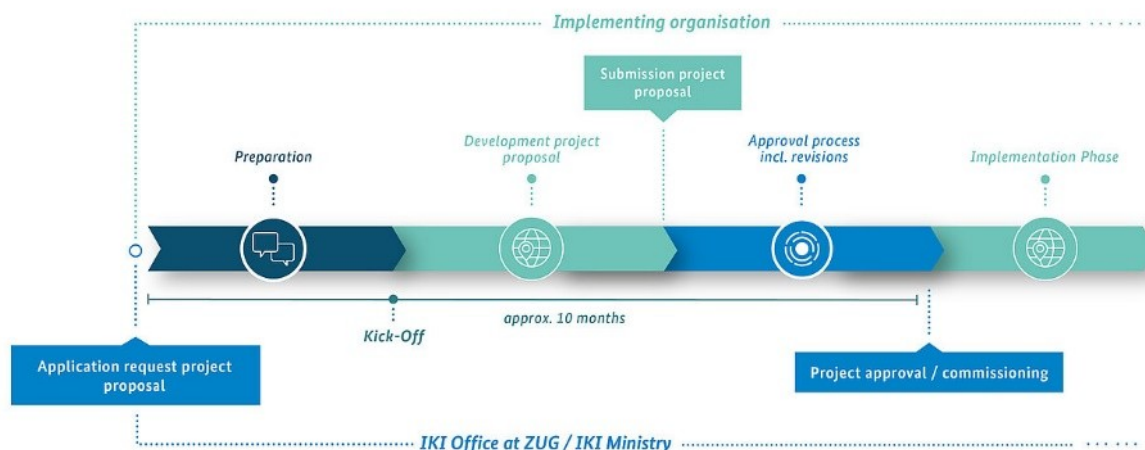 Implementing organisation
Submission project
proposal
Preparation
Development project
proposal
Approval process
incl. revisions
Implementation Phase
approx. 10 months
Kick-Off
Application request project
proposal
Project approval / commissioning
IKI Office at ZUG / IKI Ministry